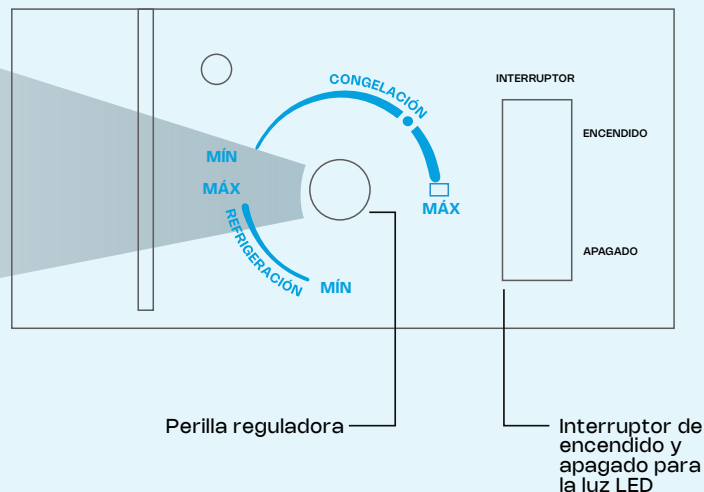 CONGELACIÓN
INTERRUPTOR
ENCENDIDO
MÍN
MÁX
MÁX
REFRIGERACIÓN
APAGADO
MÍN
Perilla reguladora
Interruptor de
encendido y
apagado para
la luz LED